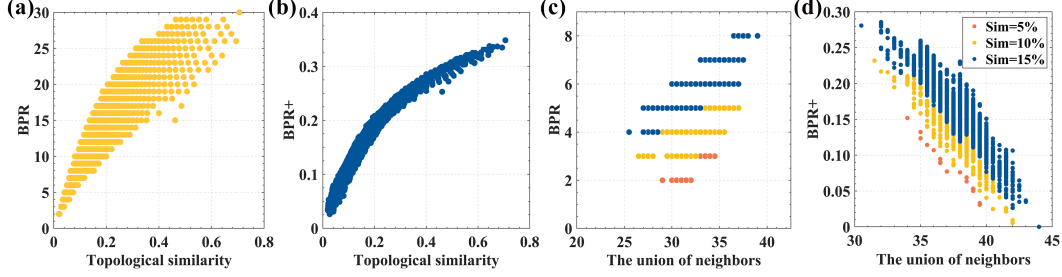 (a)
30
25
20
15
10
5
0
BPR
0
0.2
0.4
0.6
0.8
Topological similarity
(b)
0.4
0.3
0.2
0.1
0
BPR+
0
0.2
0.4
0.6
0.8
Topological similarity
(c)
8
6
4
2
0
BPR
20
30
40
The union of neighbors
(d)
0.30
0.25
0.20
0.15
0.10
0.05
0
BPR+
30
35
40
45
The union of neighbors
Sim=5%
Sim=10%
Sim=15%